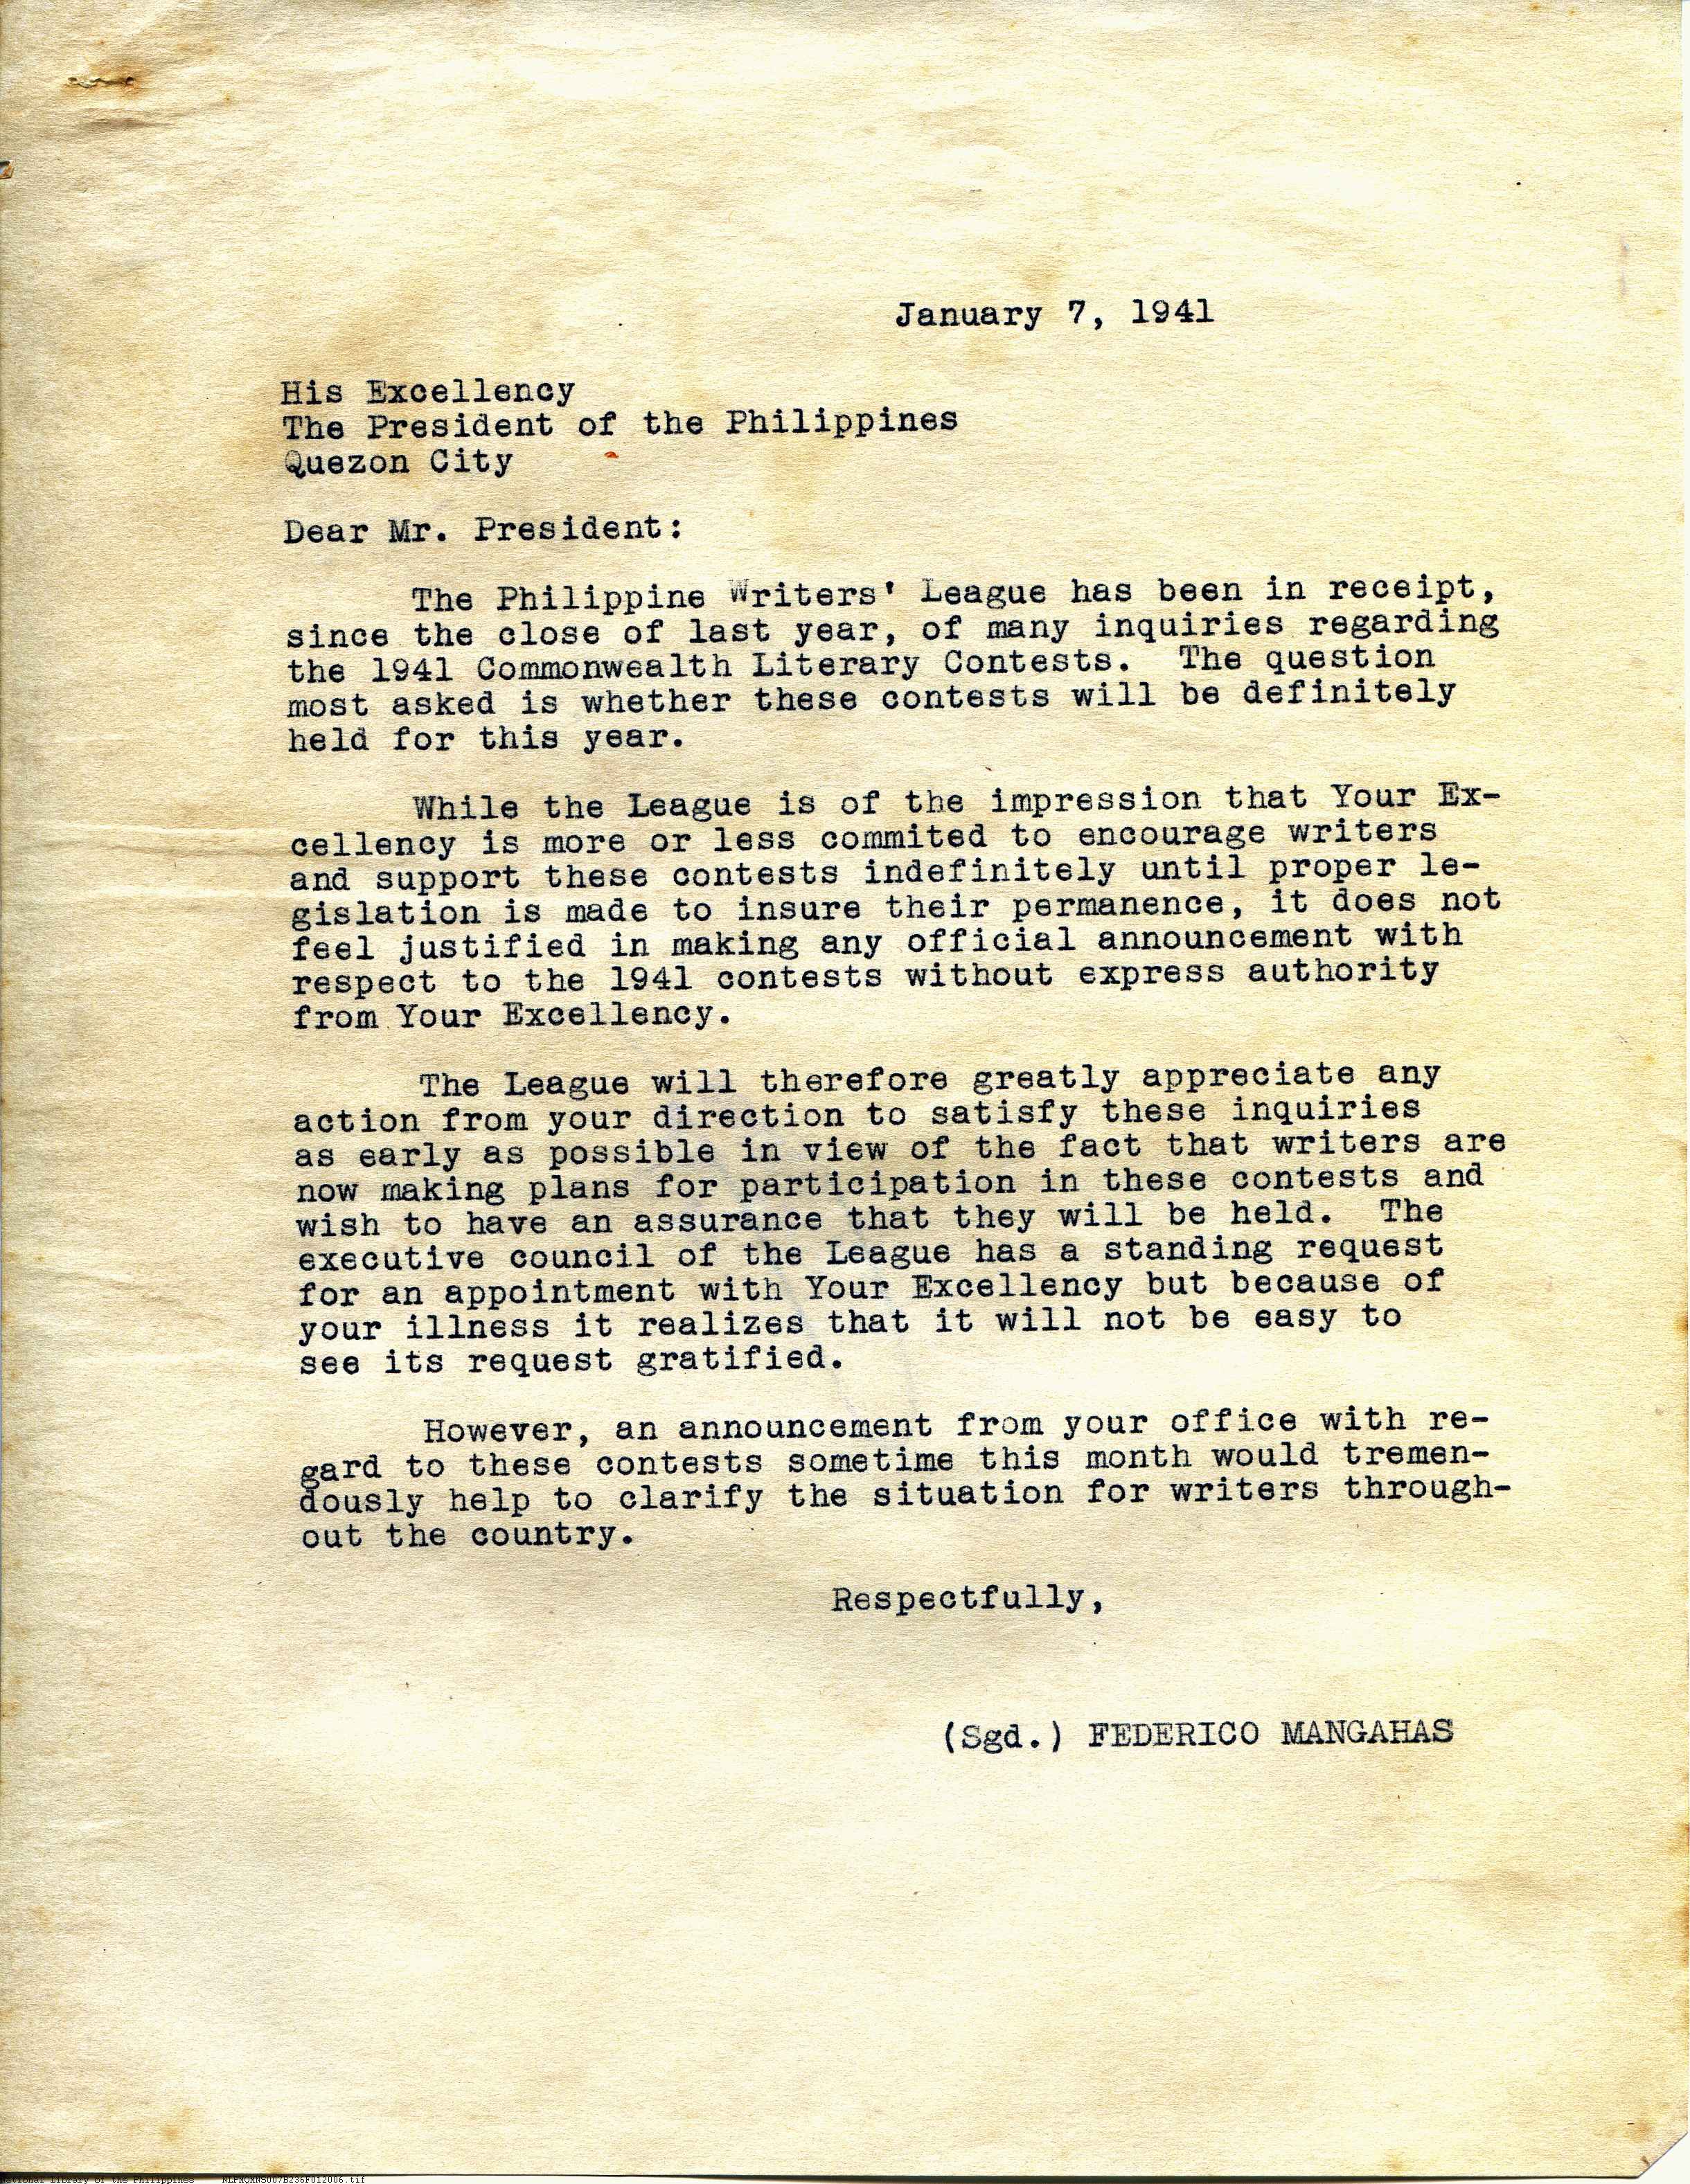 January 7, 1941
His Excellency
The President of the Philippines
Quezon City
Dear Mr. President:
The Philippine Writers' League has been in receipt,
since the close of last year, of many inquiries regarding
the 1941 Commonwealth Literary Contests. The question
most asked is whether these contests will be definitely
held for this year.
While the League is of the impression that Your Ex-
cellency is more or less commited to encourage writers
and support these contests indefinitely until proper le-
gislation is made to insure their permanence, it does not
feel justified in making any official announcement with
respect to the 1941 contests without express authority
from Your Excellency.
The League will therefore greatly appreciate any
action from your direction to satisfy these inquiries
as early as possible in view of the fact that writers are
now making plans for participation in these contests and
wish to have an assurance that they will be held. The
executive council of the League has a standing request
for an appointment with Your Excellency but because of
your illness it realizes that it will not be easy to
see its request gratified.
However, an announcement from your office with re-
gard to these contests sometime this month would tremen-
dously help to clarify the situation for writers through-
out the country.
Respectfully,
(Sgd.) FEDERICO MANGAHAS
National Library of the Philippines